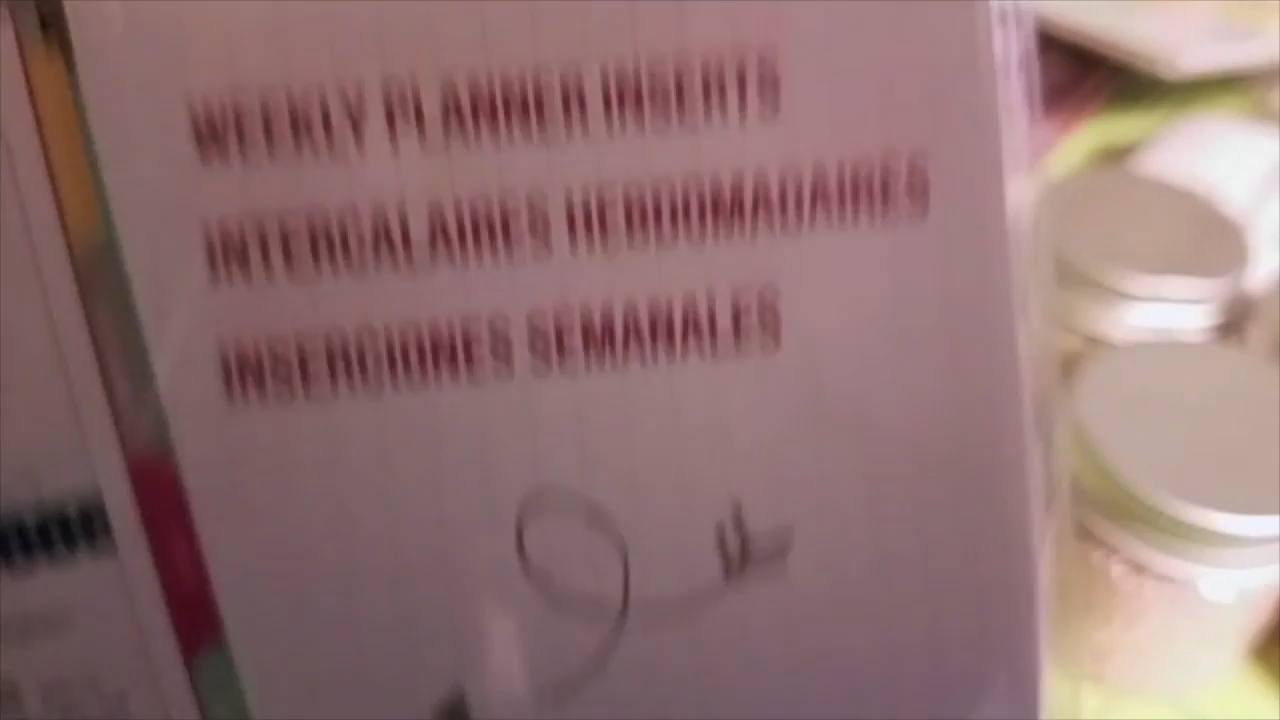 WEEKLY PLANNER INSERTS
INTERCALAIRES HEBDOMADAIRES
INSERCIONES SEMANALES